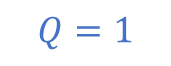 Q = 1